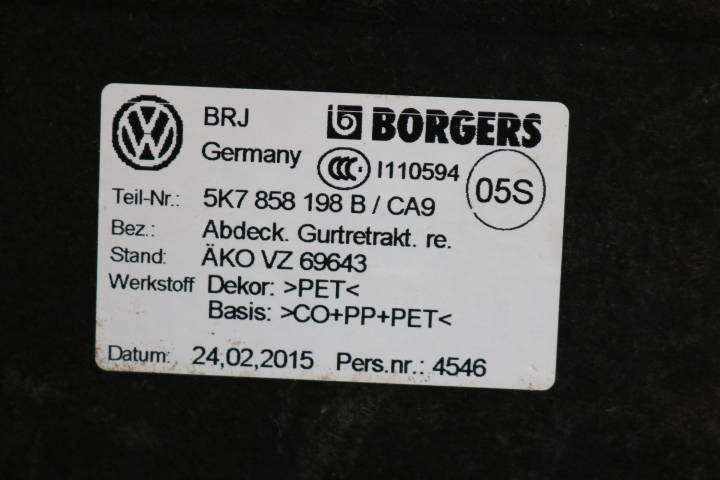 BRJ BORGERS
Germany CCC I110594 05S
Teil-Nr.: 5K7 858 198 B / CA9
Bez.: Abdeck. Gurtretrakt. re.
Stand: ÄKO VZ 69643
Werkstoff Dekor: >PET<
Basis: >CO+PP+PET<
Datum: 24,02,2015 Pers.nr.: 4546